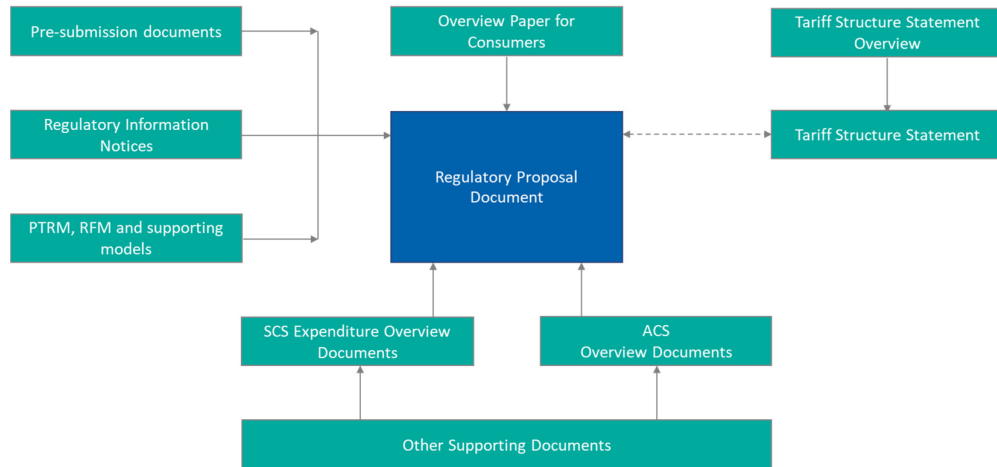 Pre-submission documents
Overview Paper for
Consumers
Tariff Structure Statement
Overview
Regulatory Information
Notices
Regulatory Proposal
Document
Tariff Structure Statement
PTRM, RFM and supporting
models
SCS Expenditure Overview
Documents
ACS
Overview Documents
Other Supporting Documents